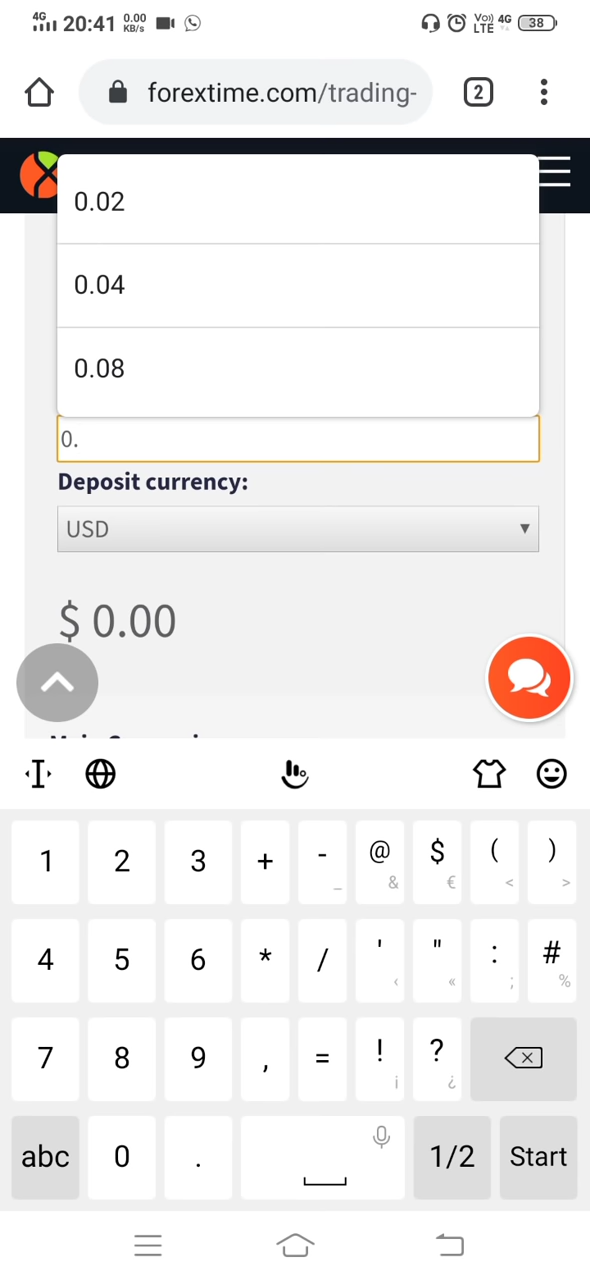 4G 20:41 0.00 KB/s Vo) LTE 4G 38
forextime.com/trading- 2
0.02
0.04
0.08
0.
Deposit currency:
USD
$ 0.00
1 2 3 + - _ @ & $ € ( < ) >
4 5 6 * / ' ‹ " « : ; # %
7 8 9 , = ! ¡ ? ¿
abc 0 . 1/2 Start